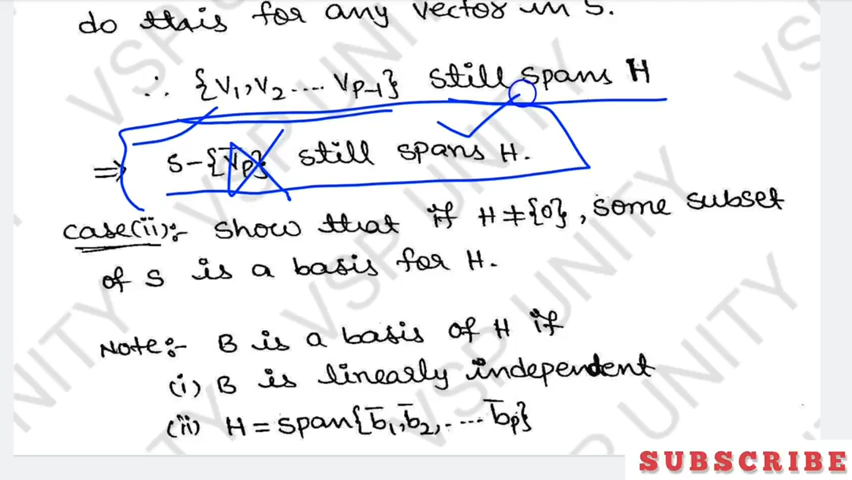 do this for any vector in S.
∴ {V₁,V₂ .... Vₚ₋₁} still spans H
⇒ S-{V̅ₚ} still spans H.
case(ii):- show that if H≠{0}, some subset
of S is a basis for H.
Note:- B is a basis of H if
(i) B is linearly independent
(ii) H = span{b̅₁,b̅₂,.... b̅ₚ}
VSP UNITY
SUBSCRIBE